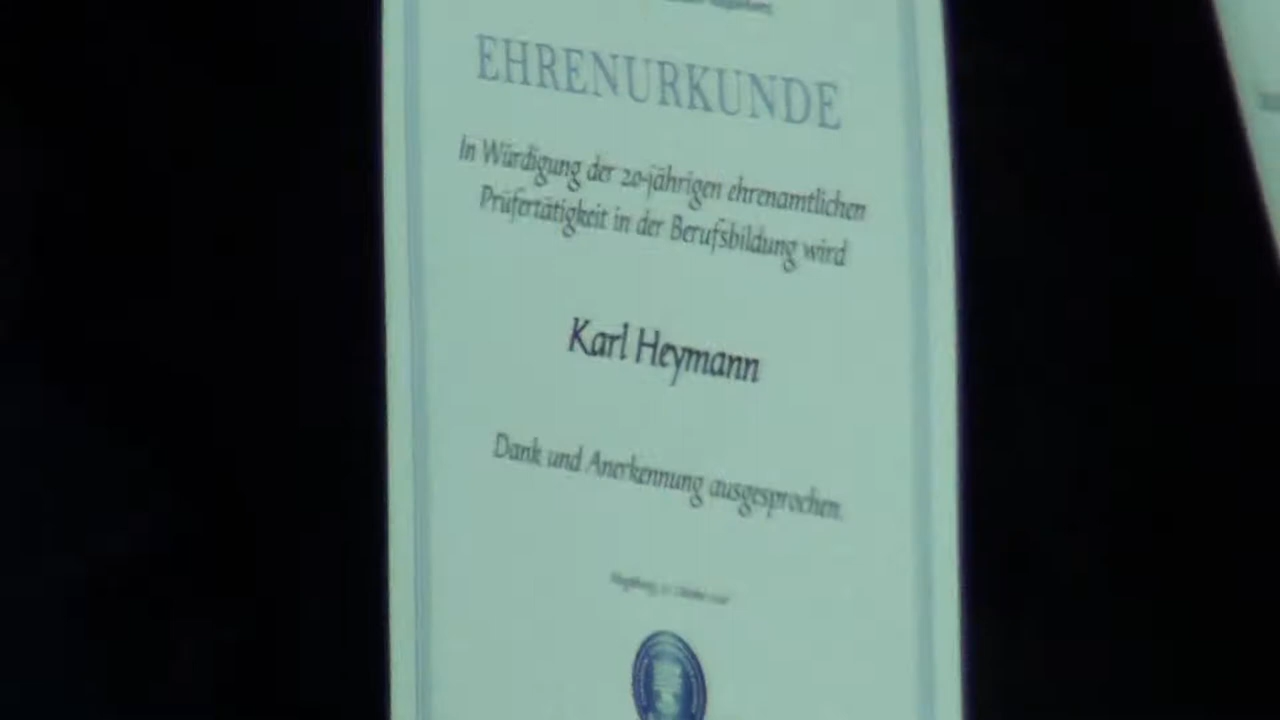 EHRENURKUNDE
In Würdigung der 20-jährigen ehrenamtlichen
Prüfertätigkeit in der Berufsbildung wird
Karl Heymann
Dank und Anerkennung ausgesprochen.